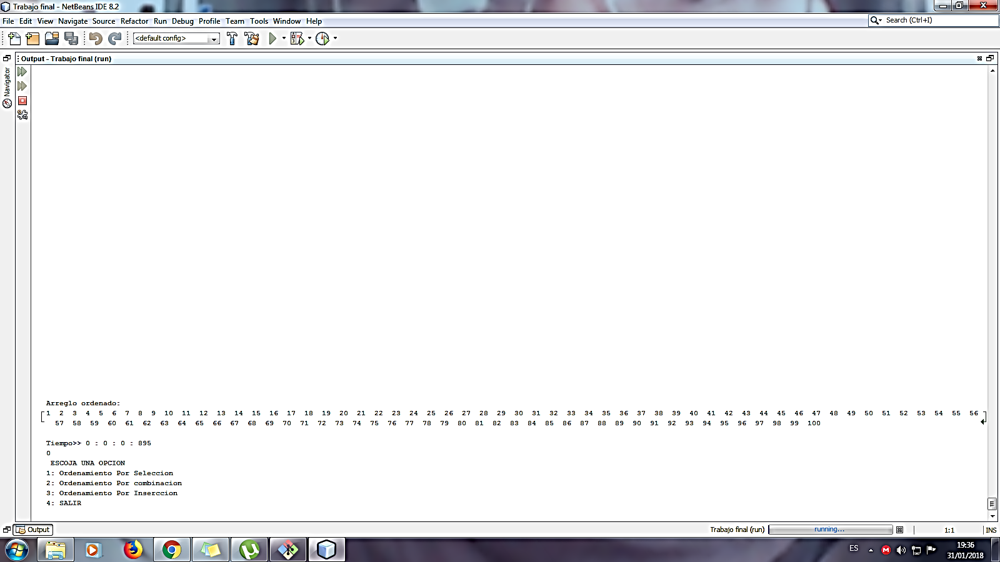 Trabajo final - NetBeans IDE 8.2
File Edit View Navigate Source Refactor Run Debug Profile Team Tools Window Help
Search (Ctrl+I)
<default config>
Output - Trabajo final (run)
Navigator
Arreglo ordenado:
1 2 3 4 5 6 7 8 9 10 11 12 13 14 15 16 17 18 19 20 21 22 23 24 25 26 27 28 29 30 31 32 33 34 35 36 37 38 39 40 41 42 43 44 45 46 47 48 49 50 51 52 53 54 55 56
57 58 59 60 61 62 63 64 65 66 67 68 69 70 71 72 73 74 75 76 77 78 79 80 81 82 83 84 85 86 87 88 89 90 91 92 93 94 95 96 97 98 99 100
Tiempo>> 0 : 0 : 0 : 895
0
ESCOJA UNA OPCION
1: Ordenamiento Por Seleccion
2: Ordenamiento Por combinacion
3: Ordenamiento Por Inserccion
4: SALIR
Output
Trabajo final (run)
running...
1:1
INS
ES
19:36
31/01/2018